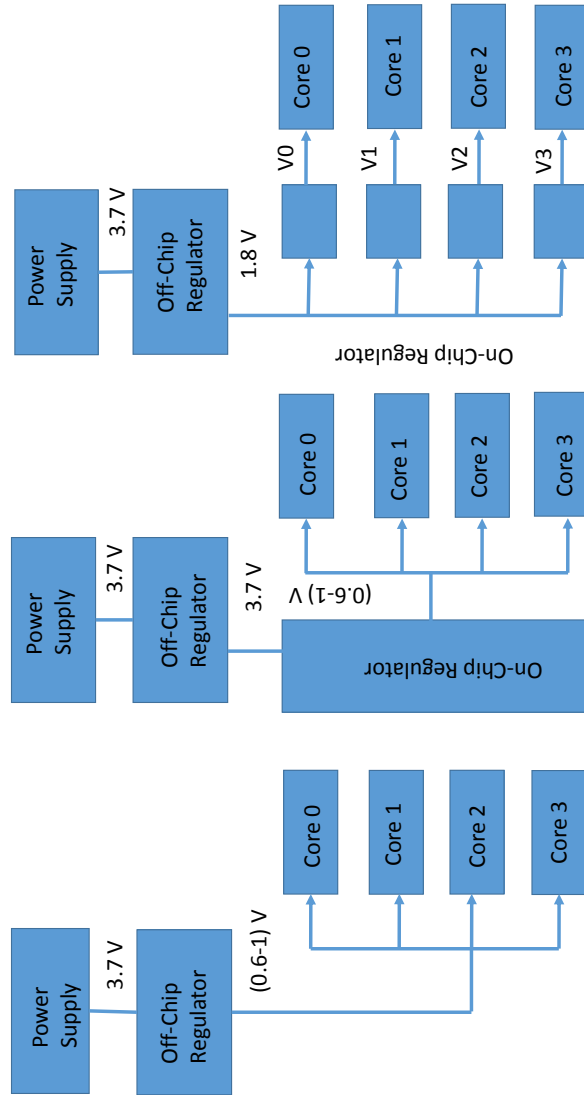 Power
Supply
3.7 V
Off-Chip
Regulator
(0.6-1) V
Core 0
Core 1
Core 2
Core 3
Power
Supply
3.7 V
Off-Chip
Regulator
3.7 V
On-Chip Regulator
(0.6-1) V
Core 0
Core 1
Core 2
Core 3
Power
Supply
3.7 V
Off-Chip
Regulator
1.8 V
On-Chip Regulator
V0
Core 0
V1
Core 1
V2
Core 2
V3
Core 3